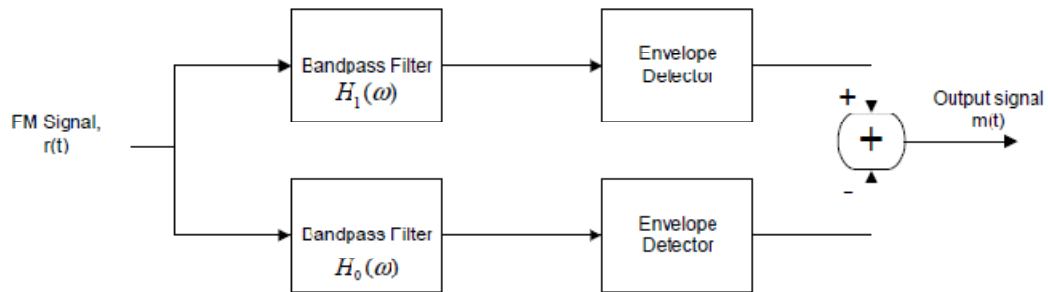 FM Signal,
r(t)
Bandpass Filter
H₁(ω)
Envelope
Detector
+
+
-
Output signal
m(t)
Bandpass Filter
H₀(ω)
Envelope
Detector